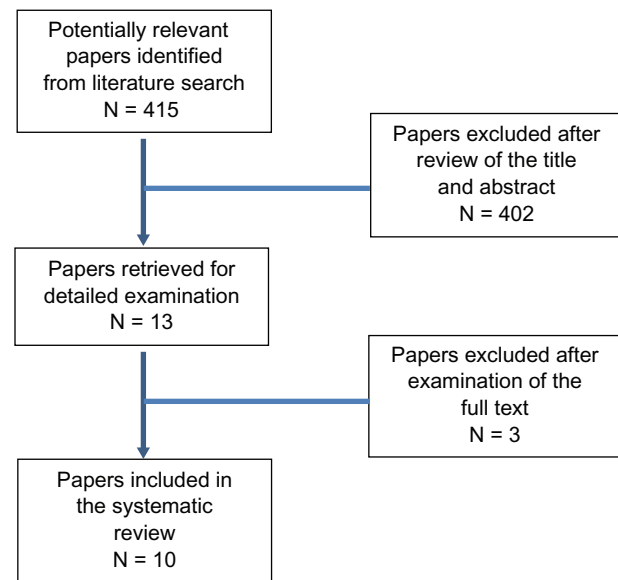 Potentially relevant
papers identified
from literature search
N = 415
Papers excluded after
review of the title
and abstract
N = 402
Papers retrieved for
detailed examination
N = 13
Papers excluded after
examination of the
full text
N = 3
Papers included in
the systematic
review
N = 10